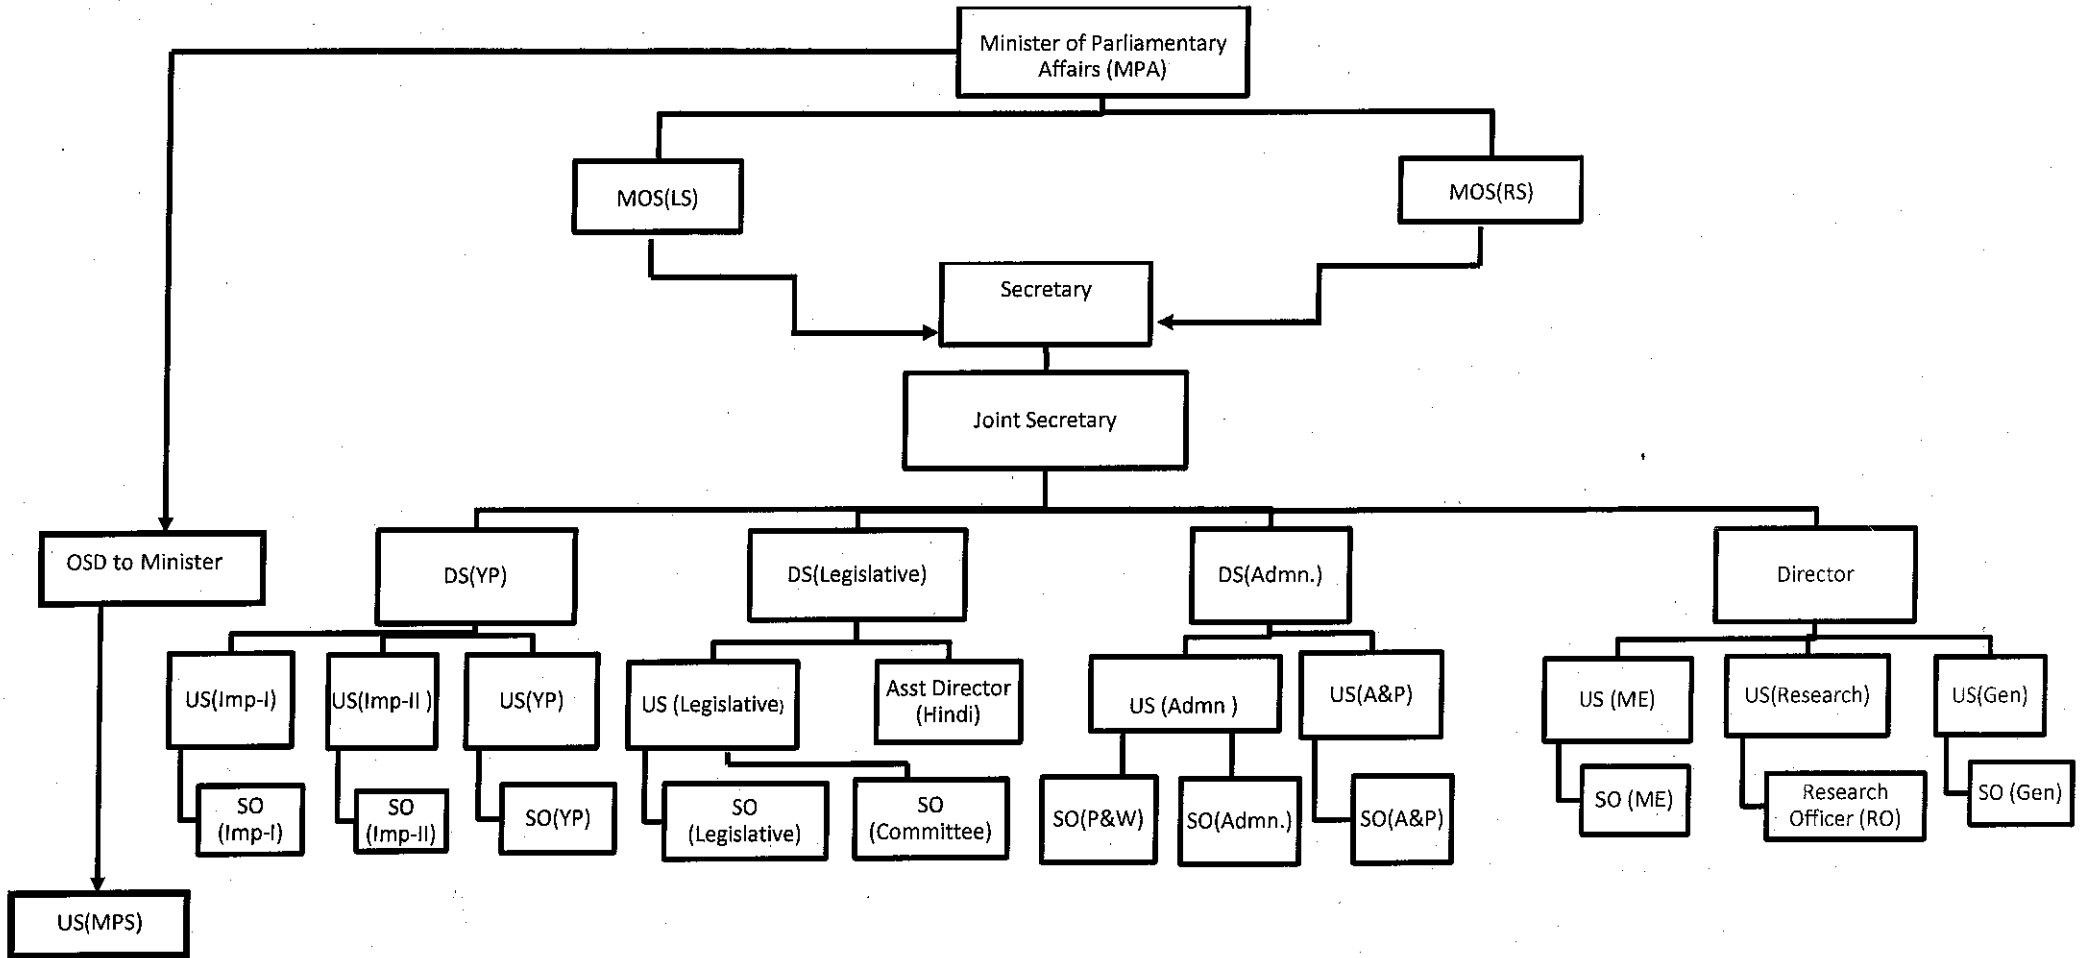 Minister of Parliamentary
Affairs (MPA)
MOS(LS)
MOS(RS)
Secretary
Joint Secretary
OSD to Minister
DS(YP)
DS(Legislative)
DS(Admn.)
Director
US(Imp-I)
US(Imp-II )
US(YP)
US (Legislative)
Asst Director
(Hindi)
US (Admn )
US(A&P)
US (ME)
US(Research)
US(Gen)
SO
(Imp-I)
SO
(Imp-II)
SO(YP)
SO
(Legislative)
SO
(Committee)
SO(P&W)
SO(Admn.)
SO(A&P)
SO (ME)
Research
Officer (RO)
SO (Gen)
US(MPS)